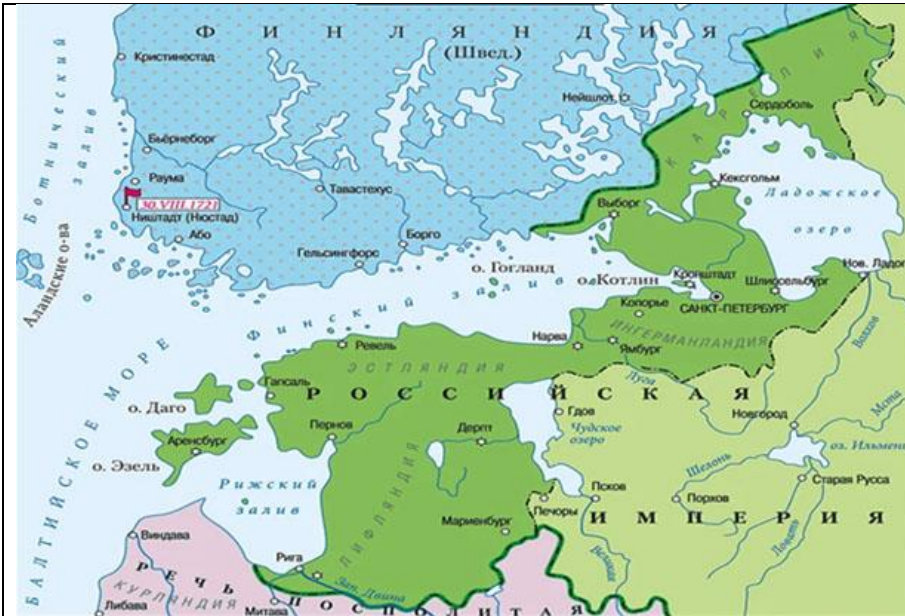 ФИНЛЯНДИЯ
(Швед.)
Ботнический
залив
Кристинестад
Нейшлот
КАРЕЛИЯ
Сердоболь
Бьёрнеборг
Раума
30.VIII.1721
Ништадт (Нюстад)
Або
Тавастехус
Кексгольм
Ладожское
озеро
Выборг
Борго
Гельсингфорс
Аландские о-ва
о. Гогланд
о. Котлин
Кронштадт
Шлиссельбург
Нов. Ладога
Финский залив
Копорье
САНКТ-ПЕТЕРБУРГ
ИНГЕРМАНЛАНДИЯ
Волхов
Ревель
Нарва
Ямбург
ЭСТЛЯНДИЯ
Луга
БАЛТИЙСКОЕ МОРЕ
Гапсаль
РОССИЙСКАЯ
о. Даго
Гдов
Новгород
Мста
Пернов
Дерпт
Чудское
озеро
Аренсбург
оз. Ильмень
о. Эзель
Шелонь
Рижский
залив
Псков
Порхов
Старая Русса
Печоры
ИМПЕРИЯ
Мариенбург
ЛИФЛЯНДИЯ
Виндава
Великая
Ловать
Рига
Зап. Двина
РЕЧЬ
КУРЛЯНДИЯ
Либава
Митава
ПОСПОЛИТАЯ